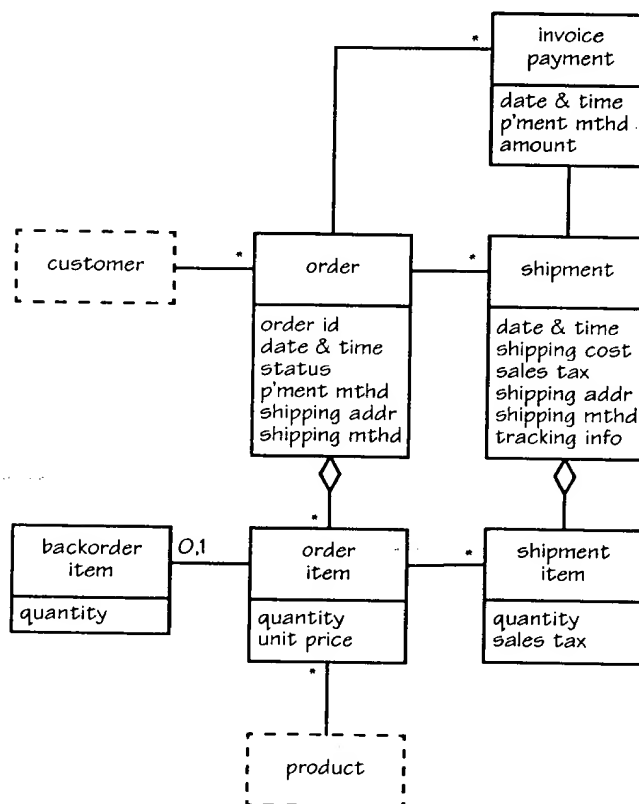 *
invoice
payment
date & time
p'ment mthd
amount
customer
*
order
*
shipment
order id
date & time
status
p'ment mthd
shipping addr
shipping mthd
date & time
shipping cost
sales tax
shipping addr
shipping mthd
tracking info
*
backorder
item
0,1
order
item
*
shipment
item
quantity
quantity
unit price
quantity
sales tax
*
product